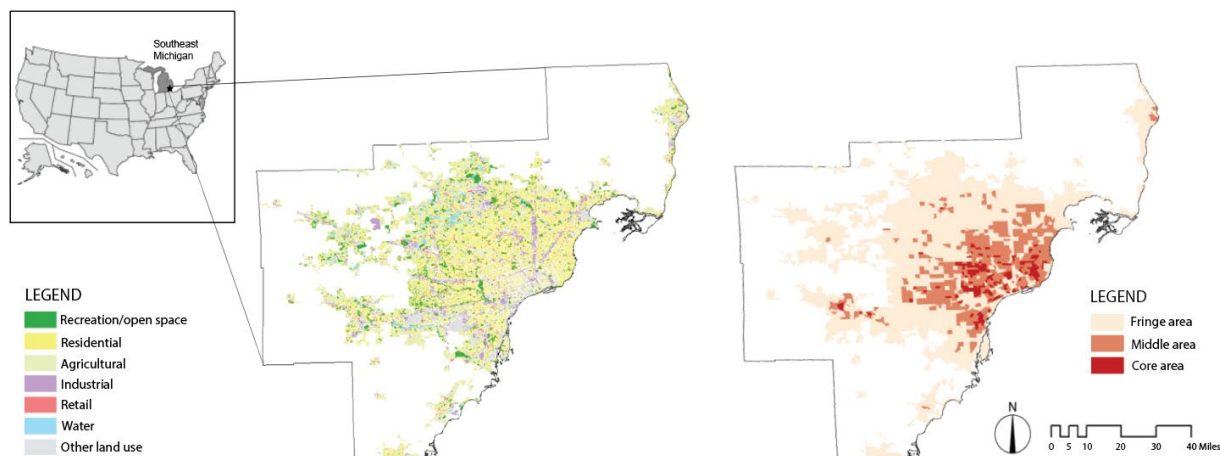 Southeast
Michigan
LEGEND
Recreation/open space
Residential
Agricultural
Industrial
Retail
Water
Other land use
LEGEND
Fringe area
Middle area
Core area
N
0 5 10 20 30 40 Miles